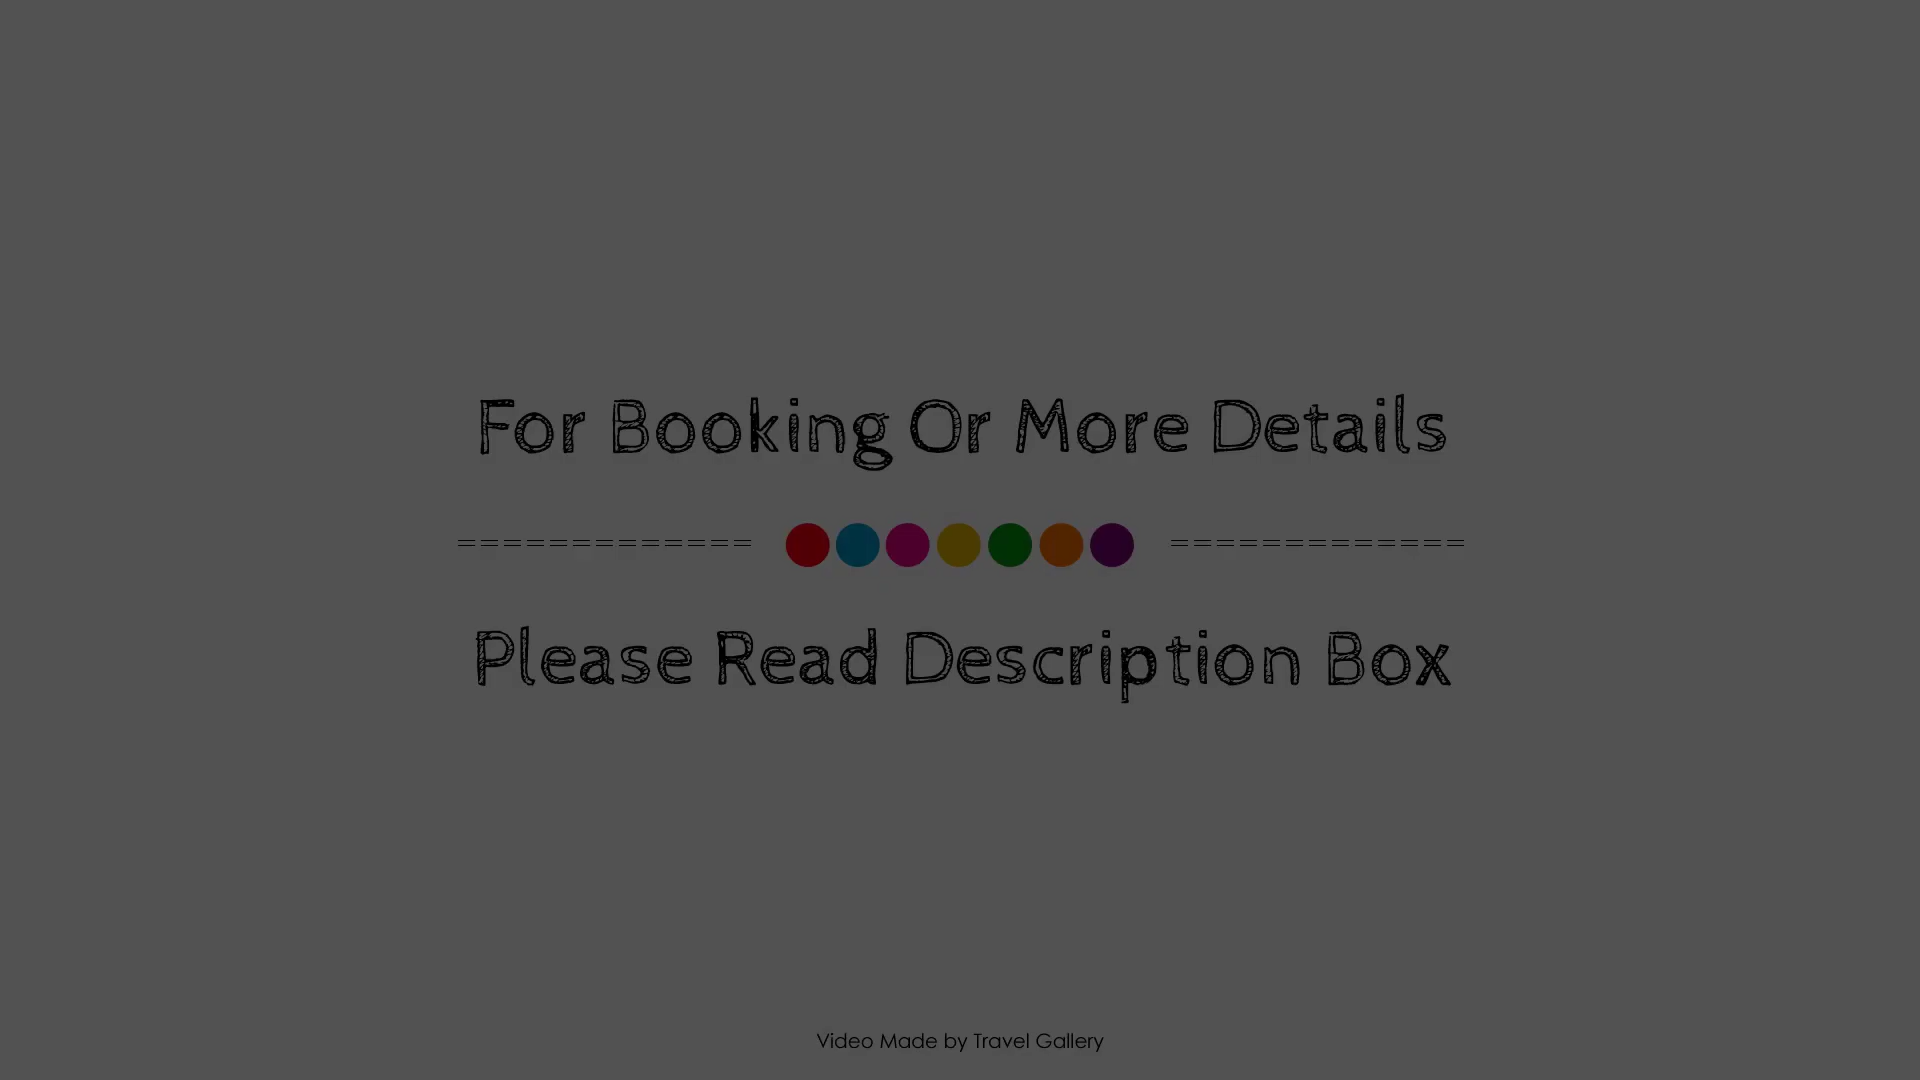 For Booking Or More Details
============= =============
Please Read Description Box
Video Made by Travel Gallery